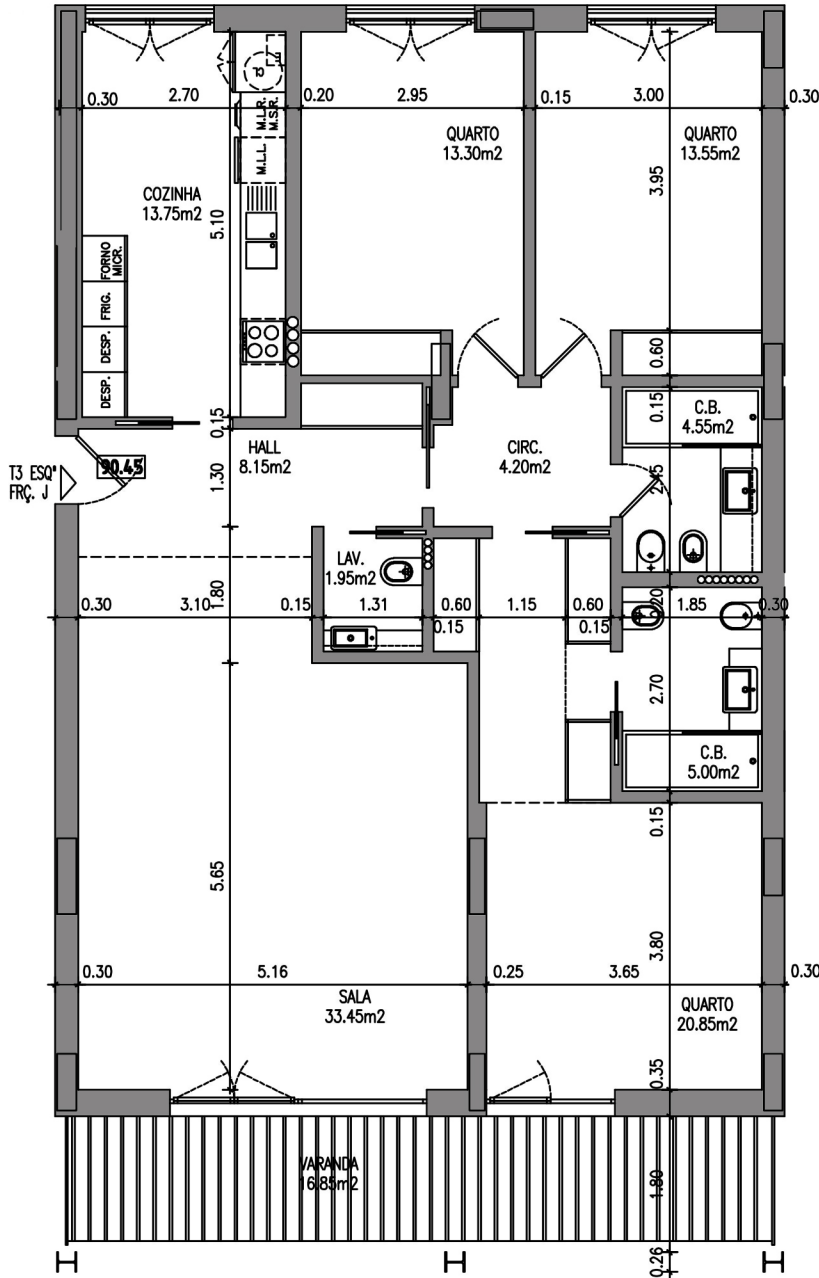 0.30
2.70
0.20
2.95
0.15
3.00
0.30
M.L.R.
M.S.R.
M.L.L.
QUARTO
13.30m2
QUARTO
13.55m2
3.95
COZINHA
13.75m2
5.10
FORNO
MICR.
FRIG.
DESP.
DESP.
0.60
0.15
0.15
C.B.
4.55m2
HALL
8.15m2
CIRC.
4.20m2
T3 ESQº
FRÇ. J
90.45
1.30
2.45
LAV.
1.95m2
1.80
0.20
0.30
3.10
0.15
1.31
0.60
0.15
1.15
0.60
0.15
1.85
0.30
2.70
C.B.
5.00m2
0.15
5.65
3.80
0.30
5.16
0.25
3.65
0.30
SALA
33.45m2
QUARTO
20.85m2
0.35
VARANDA
16.85m2
1.80
0.26